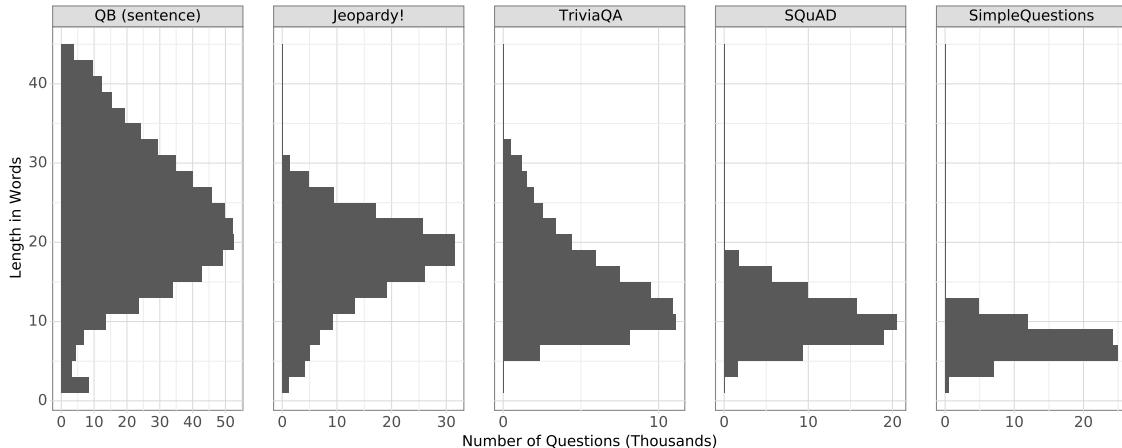 QB (sentence) Jeopardy! TriviaQA SQuAD SimpleQuestions
Length in Words
40
30
20
10
0
0 10 20 30 40 50 0 10 20 30 0 10 0 10 20 0 10 20
Number of Questions (Thousands)